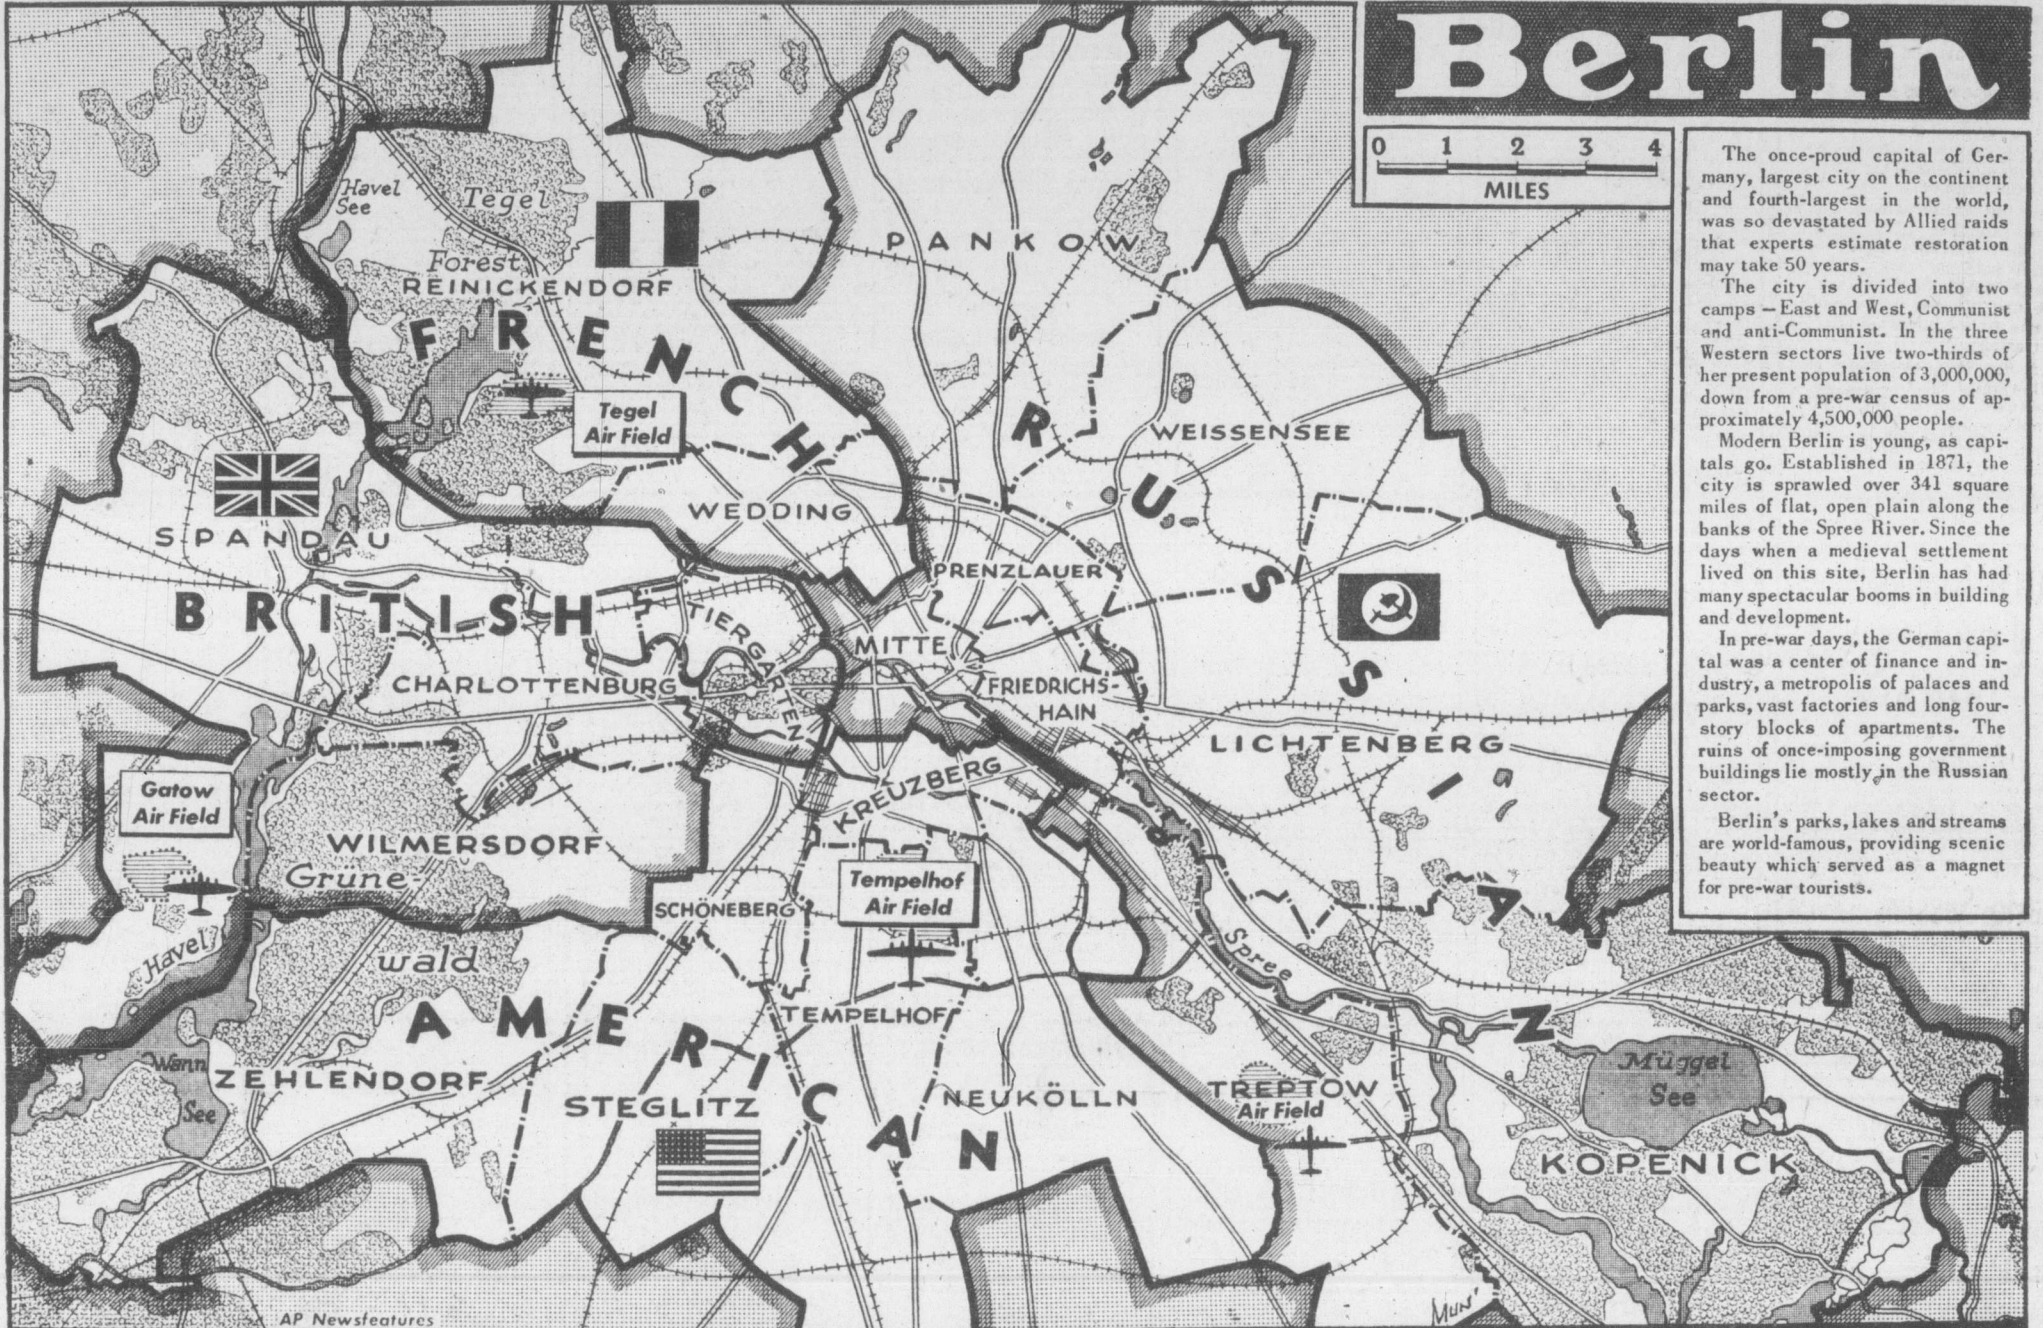 Berlin
0 1 2 3 4
MILES
The once-proud capital of Ger-
many, largest city on the continent
and fourth-largest in the world,
was so devastated by Allied raids
that experts estimate restoration
may take 50 years.
The city is divided into two
camps — East and West, Communist
and anti-Communist. In the three
Western sectors live two-thirds of
her present population of 3,000,000,
down from a pre-war census of ap-
proximately 4,500,000 people.
Modern Berlin is young, as capi-
tals go. Established in 1871, the
city is sprawled over 341 square
miles of flat, open plain along the
banks of the Spree River. Since the
days when a medieval settlement
lived on this site, Berlin has had
many spectacular booms in building
and development.
In pre-war days, the German capi-
tal was a center of finance and in-
dustry, a metropolis of palaces and
parks, vast factories and long four-
story blocks of apartments. The
ruins of once-imposing government
buildings lie mostly in the Russian
sector.
Berlin's parks, lakes and streams
are world-famous, providing scenic
beauty which served as a magnet
for pre-war tourists.
Havel
See
Tegel
Forest
REINICKENDORF
FRENCH
Tegel
Air Field
WEDDING
PANKOW
WEISSENSEE
RUSSIAN
PRENZLAUER
MITTE
FRIEDRICHS-
HAIN
LICHTENBERG
SPANDAU
BRITISH
TIERGARTEN
CHARLOTTENBURG
Gatow
Air Field
WILMERSDORF
Grune-
wald
Havel
KREUZBERG
Tempelhof
Air Field
SCHÖNEBERG
AMERICAN
TEMPELHOF
Wann
See
ZEHLENDORF
STEGLITZ
NEUKÖLLN
Spree
TREPTOW
Air Field
Müggel
See
KOPENICK
AP Newsfeatures
MUN'